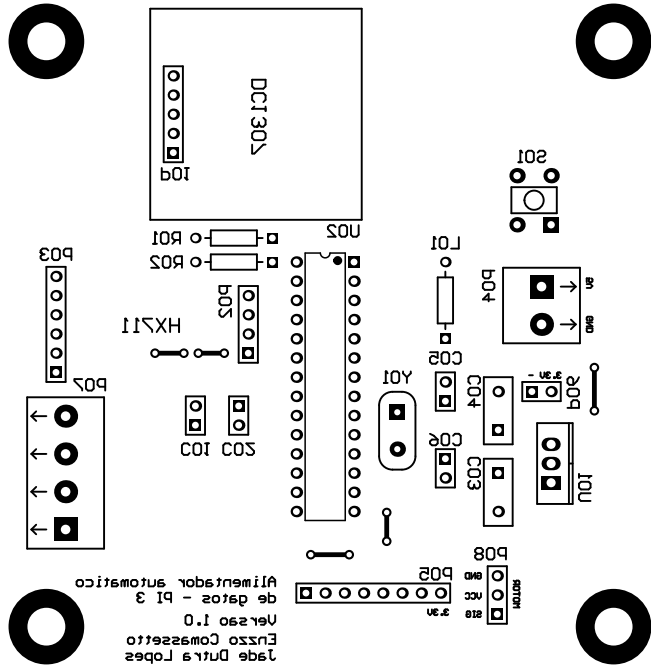 DC1307
P01
S01
U02
R01
R02
L01
P03
P04
9V
GND
P02
HX711
C05
Y01
P07
C04
3.3V -
P06
C01
C02
C06
C03
U01
P08
GND
VCC
SIG
MOTOR
P05
3.3V
Alimentador automatico
de gatos - PI 3
Versao 1.0
Enzzo Comassetto
Jade Dutra Lopes